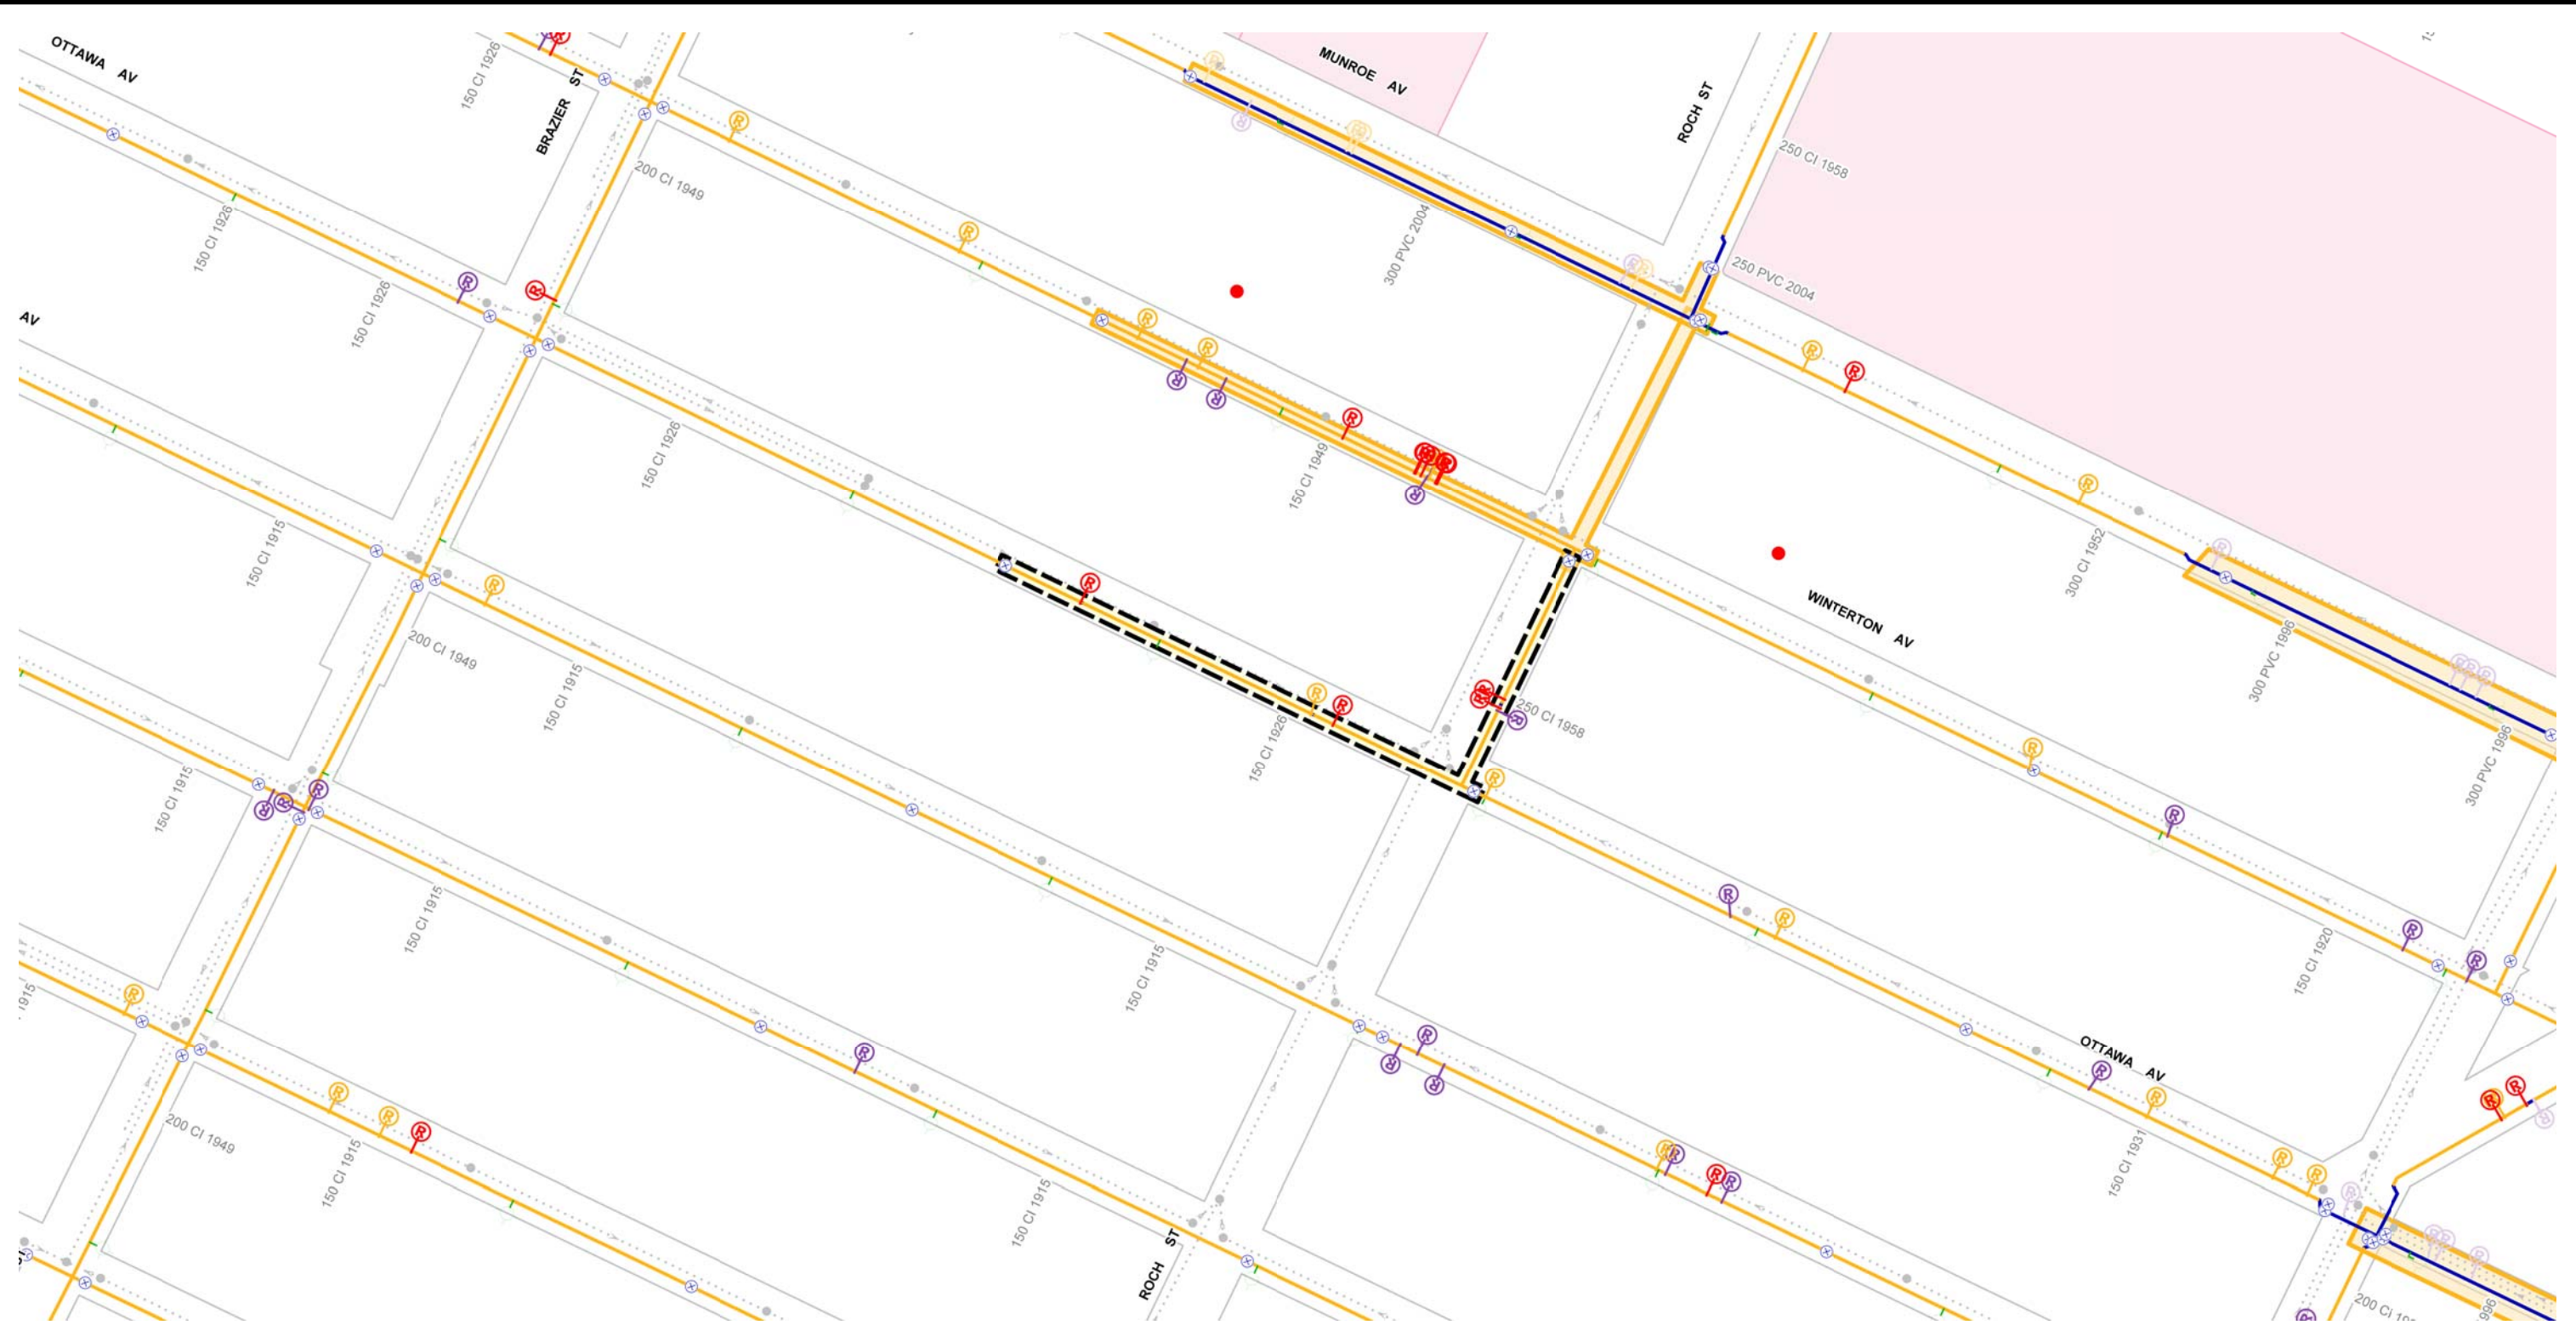 OTTAWA AV
150 CI 1926
BRAZIER ST
MUNROE AV
ROCH ST
250 CI 1958
200 CI 1949
150 CI 1926
300 PVC 2004
250 PVC 2004
150 CI 1926
AV
150 CI 1926
150 CI 1949
300 CI 1952
150 CI 1915
WINTERTON AV
200 CI 1949
150 CI 1915
300 PVC 1996
250 CI 1958
150 CI 1926
300 PVC 1996
150 CI 1915
150 CI 1915
150 CI 1915
150 CI 1920
1915
OTTAWA AV
200 CI 1949
150 CI 1915
150 CI 1931
150 CI 1915
ROCH ST
R